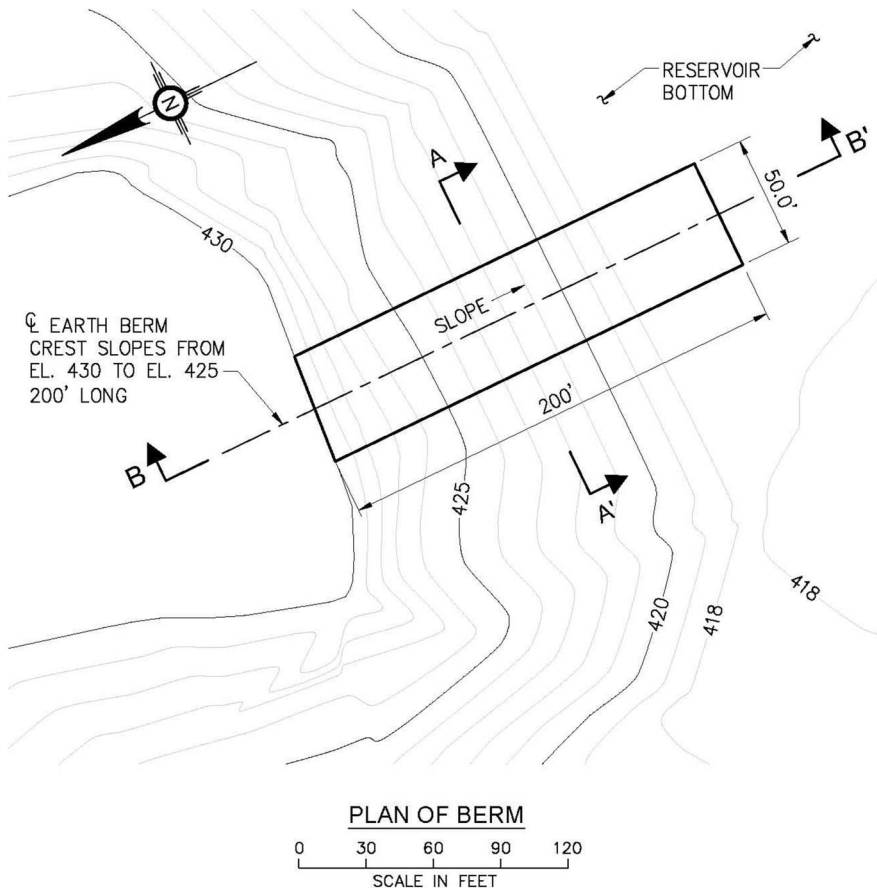 RESERVOIR
BOTTOM
N
A
B'
50.0'
430
SLOPE
℄ EARTH BERM
CREST SLOPES FROM
EL. 430 TO EL. 425
200' LONG
200'
B
425
A'
418
420
418
PLAN OF BERM
0 30 60 90 120
SCALE IN FEET